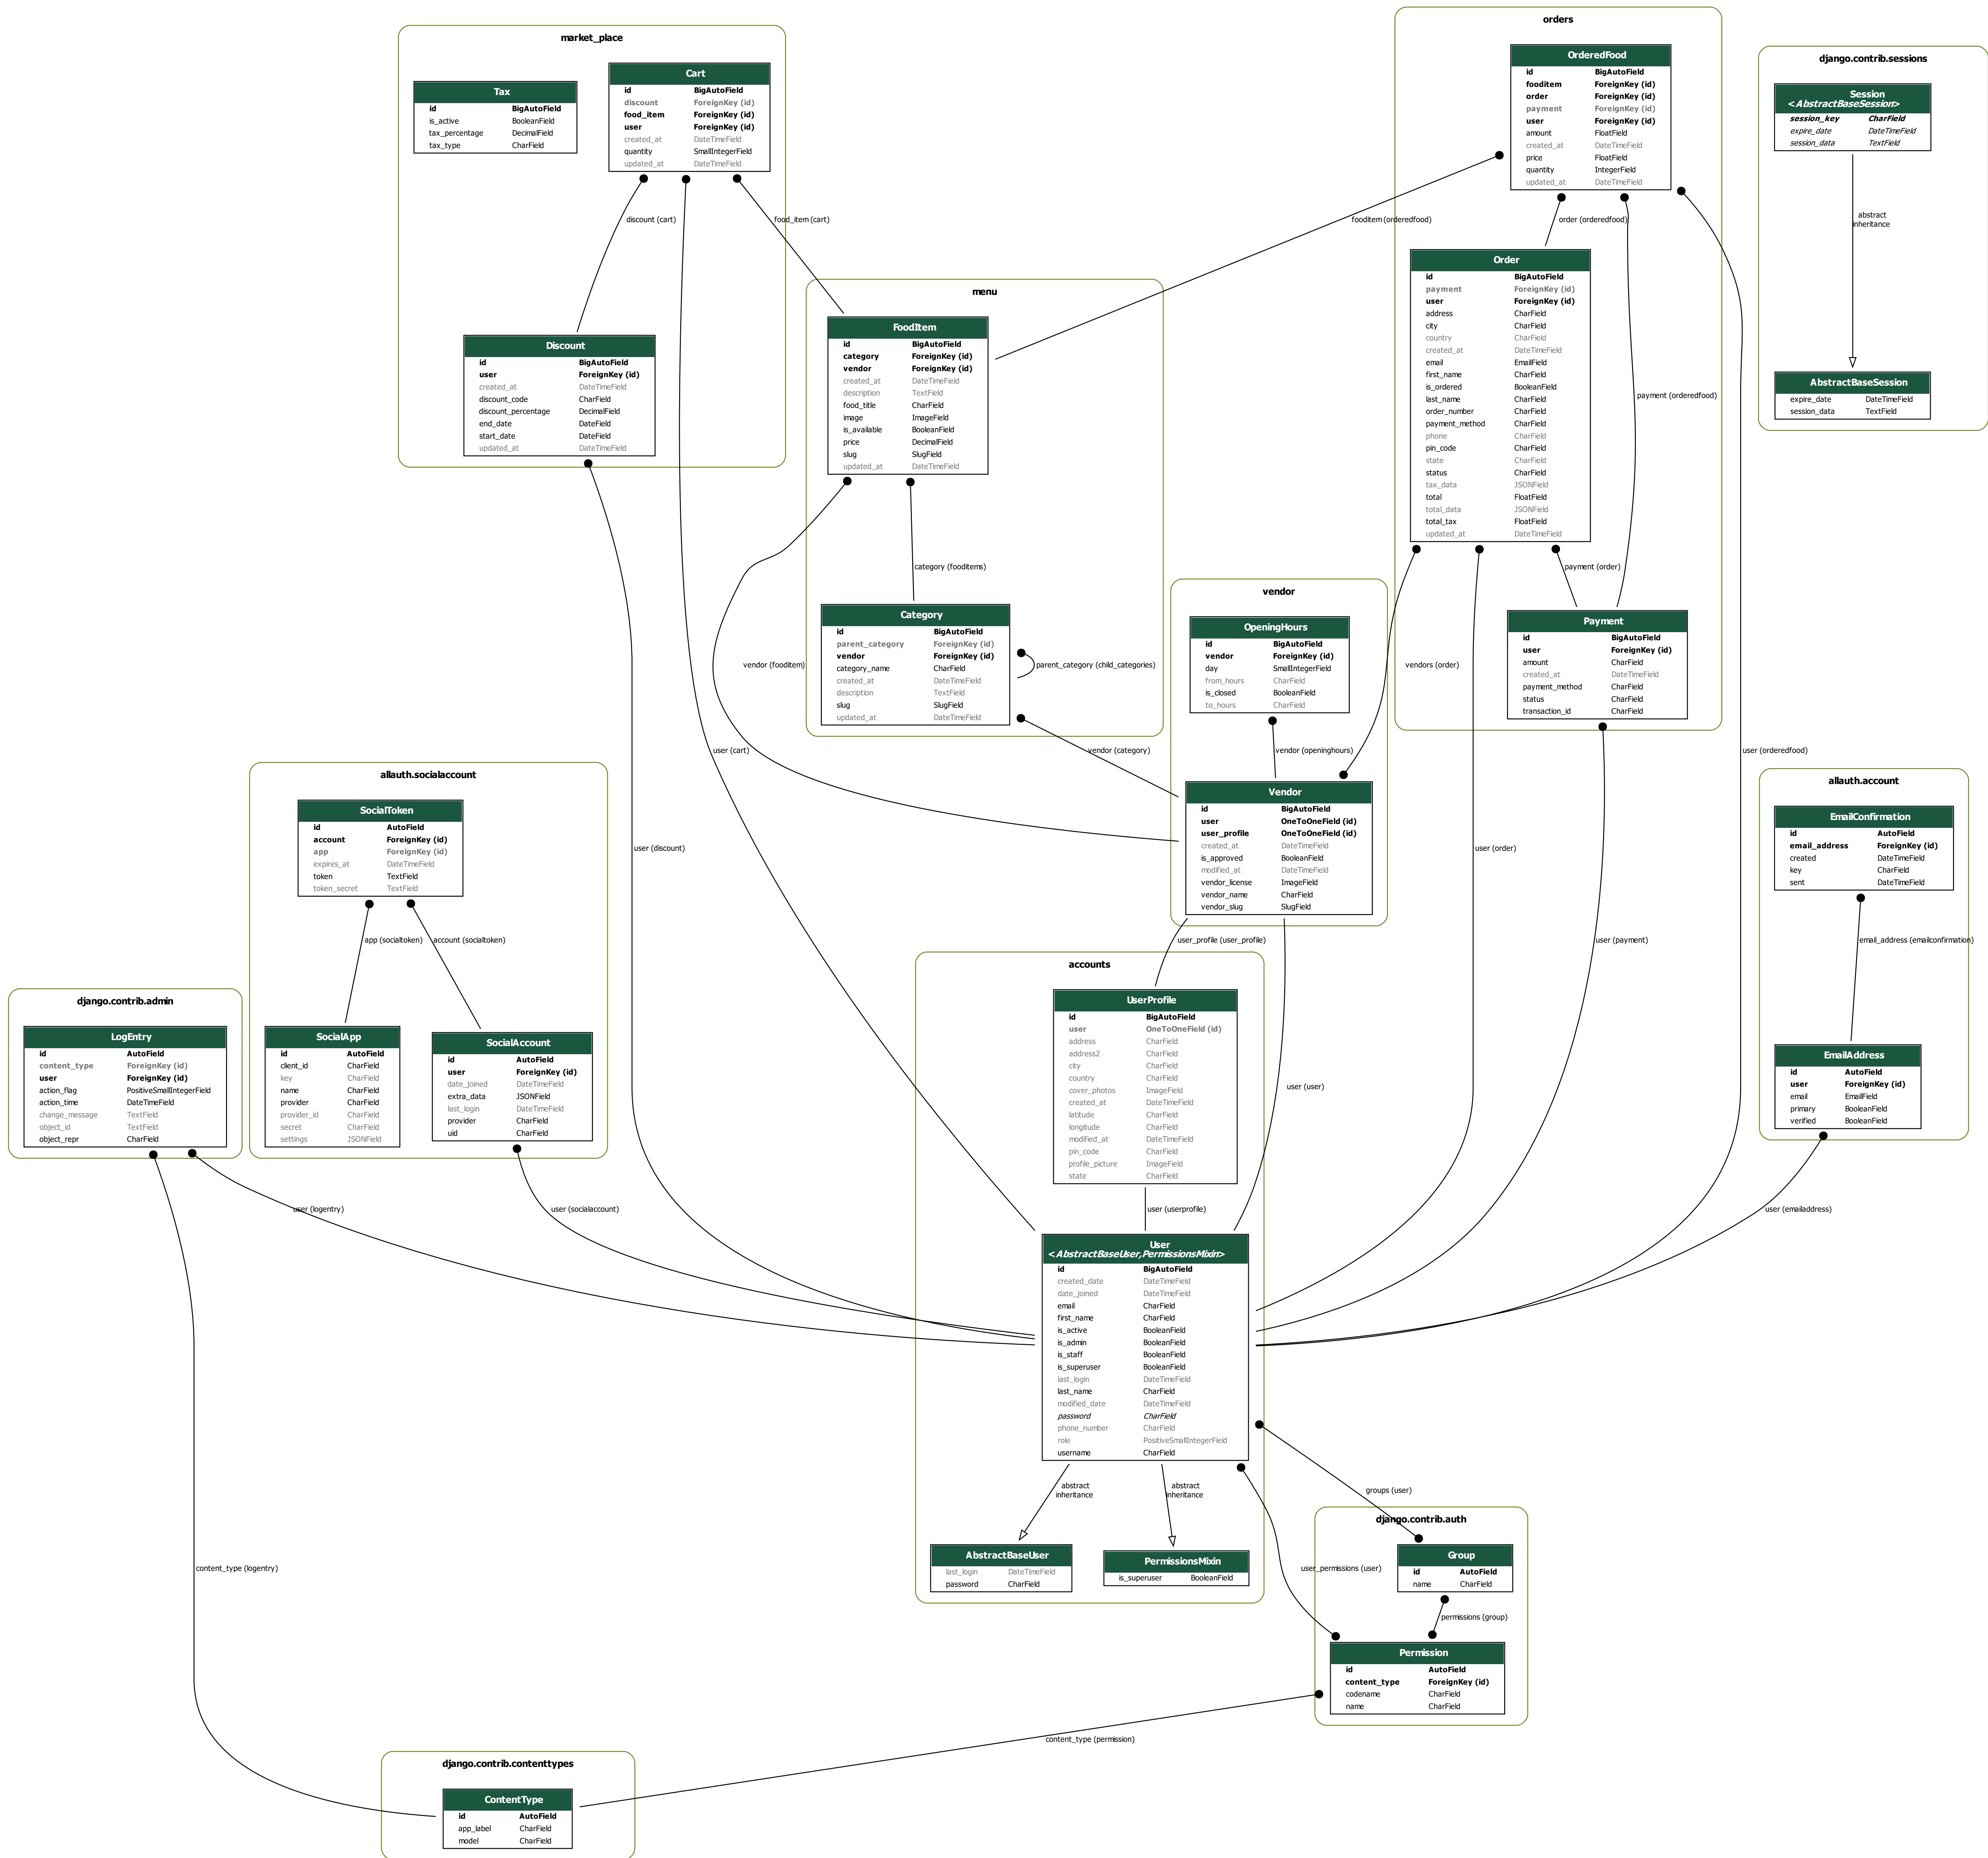 market_place
Tax
id BigAutoField
is_active BooleanField
tax_percentage DecimalField
tax_type CharField
Cart
id BigAutoField
discount ForeignKey (id)
food_item ForeignKey (id)
user ForeignKey (id)
created_at DateTimeField
quantity SmallIntegerField
updated_at DateTimeField
discount (cart)
food_item (cart)
Discount
id BigAutoField
user ForeignKey (id)
created_at DateTimeField
discount_code CharField
discount_percentage DecimalField
end_date DateField
start_date DateField
updated_at DateTimeField
orders
OrderedFood
id BigAutoField
fooditem ForeignKey (id)
order ForeignKey (id)
payment ForeignKey (id)
user ForeignKey (id)
amount FloatField
created_at DateTimeField
price FloatField
quantity IntegerField
updated_at DateTimeField
fooditem (orderedfood)
order (orderedfood)
Order
id BigAutoField
payment ForeignKey (id)
user ForeignKey (id)
address CharField
city CharField
country CharField
created_at DateTimeField
email EmailField
first_name CharField
is_ordered BooleanField
last_name CharField
order_number CharField
payment_method CharField
phone CharField
pin_code CharField
state CharField
status CharField
tax_data JSONField
total FloatField
total_data JSONField
total_tax FloatField
updated_at DateTimeField
payment (orderedfood)
payment (order)
Payment
id BigAutoField
user ForeignKey (id)
amount CharField
created_at DateTimeField
payment_method CharField
status CharField
transaction_id CharField
django.contrib.sessions
Session
<AbstractBaseSession>
session_key CharField
expire_date DateTimeField
session_data TextField
abstract
inheritance
AbstractBaseSession
expire_date DateTimeField
session_data TextField
menu
FoodItem
id BigAutoField
category ForeignKey (id)
vendor ForeignKey (id)
created_at DateTimeField
description TextField
food_title CharField
image ImageField
is_available BooleanField
price DecimalField
slug SlugField
updated_at DateTimeField
category (fooditems)
Category
id BigAutoField
parent_category ForeignKey (id)
vendor ForeignKey (id)
category_name CharField
created_at DateTimeField
description TextField
slug SlugField
updated_at DateTimeField
parent_category (child_categories)
vendor (fooditem)
vendor (category)
vendor
OpeningHours
id BigAutoField
vendor ForeignKey (id)
day SmallIntegerField
from_hours CharField
is_closed BooleanField
to_hours CharField
vendor (openinghours)
vendors (order)
Vendor
id BigAutoField
user OneToOneField (id)
user_profile OneToOneField (id)
created_at DateTimeField
is_approved BooleanField
modified_at DateTimeField
vendor_license ImageField
vendor_name CharField
vendor_slug SlugField
user (cart)
user (orderedfood)
user (discount)
user (order)
user (payment)
user_profile (user_profile)
user (user)
allauth.socialaccount
SocialToken
id AutoField
account ForeignKey (id)
app ForeignKey (id)
expires_at DateTimeField
token TextField
token_secret TextField
app (socialtoken)
account (socialtoken)
SocialApp
id AutoField
client_id CharField
key CharField
name CharField
provider CharField
provider_id CharField
secret CharField
settings JSONField
SocialAccount
id AutoField
user ForeignKey (id)
date_joined DateTimeField
extra_data JSONField
last_login DateTimeField
provider CharField
uid CharField
allauth.account
EmailConfirmation
id AutoField
email_address ForeignKey (id)
created DateTimeField
key CharField
sent DateTimeField
email_address (emailconfirmation)
EmailAddress
id AutoField
user ForeignKey (id)
email EmailField
primary BooleanField
verified BooleanField
django.contrib.admin
LogEntry
id AutoField
content_type ForeignKey (id)
user ForeignKey (id)
action_flag PositiveSmallIntegerField
action_time DateTimeField
change_message TextField
object_id TextField
object_repr CharField
user (logentry)
user (socialaccount)
user (emailaddress)
accounts
UserProfile
id BigAutoField
user OneToOneField (id)
address CharField
address2 CharField
city CharField
country CharField
cover_photos ImageField
created_at DateTimeField
latitude CharField
longitude CharField
modified_at DateTimeField
pin_code CharField
profile_picture ImageField
state CharField
user (userprofile)
User
<AbstractBaseUser,PermissionsMixin>
id BigAutoField
created_date DateTimeField
date_joined DateTimeField
email CharField
first_name CharField
is_active BooleanField
is_admin BooleanField
is_staff BooleanField
is_superuser BooleanField
last_login DateTimeField
last_name CharField
modified_date DateTimeField
password CharField
phone_number CharField
role PositiveSmallIntegerField
username CharField
abstract
inheritance
abstract
inheritance
AbstractBaseUser
last_login DateTimeField
password CharField
PermissionsMixin
is_superuser BooleanField
groups (user)
user_permissions (user)
django.contrib.auth
Group
id AutoField
name CharField
permissions (group)
Permission
id AutoField
content_type ForeignKey (id)
codename CharField
name CharField
content_type (logentry)
content_type (permission)
django.contrib.contenttypes
ContentType
id AutoField
app_label CharField
model CharField